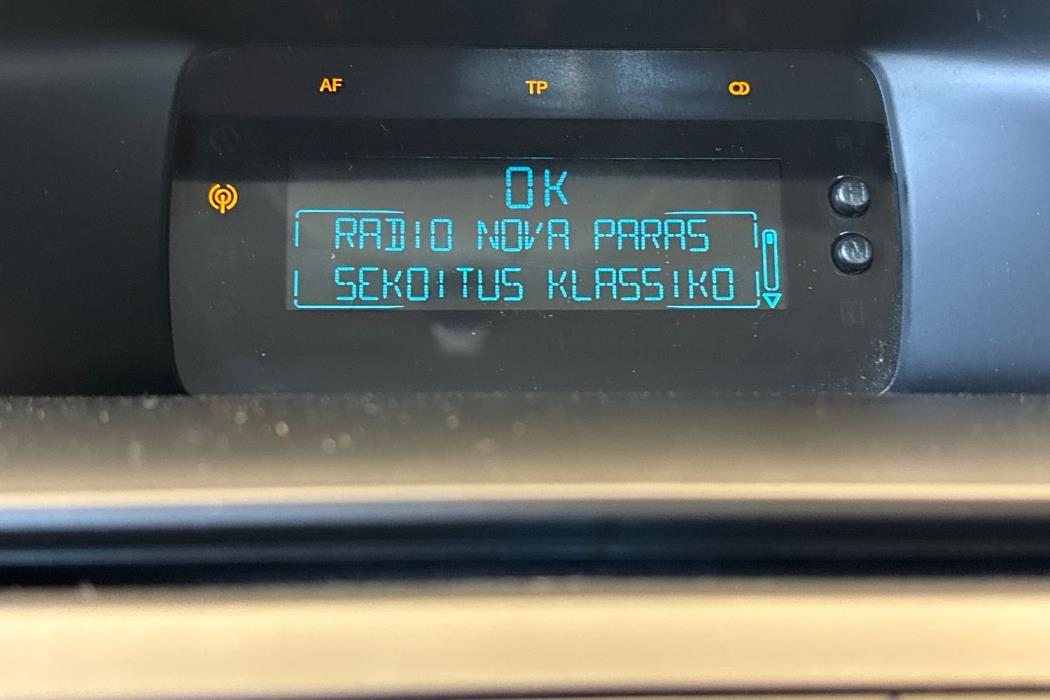 AF TP
OK
RADIO NOVA PARAS
SEKOITUS KLASSIKO
H
N